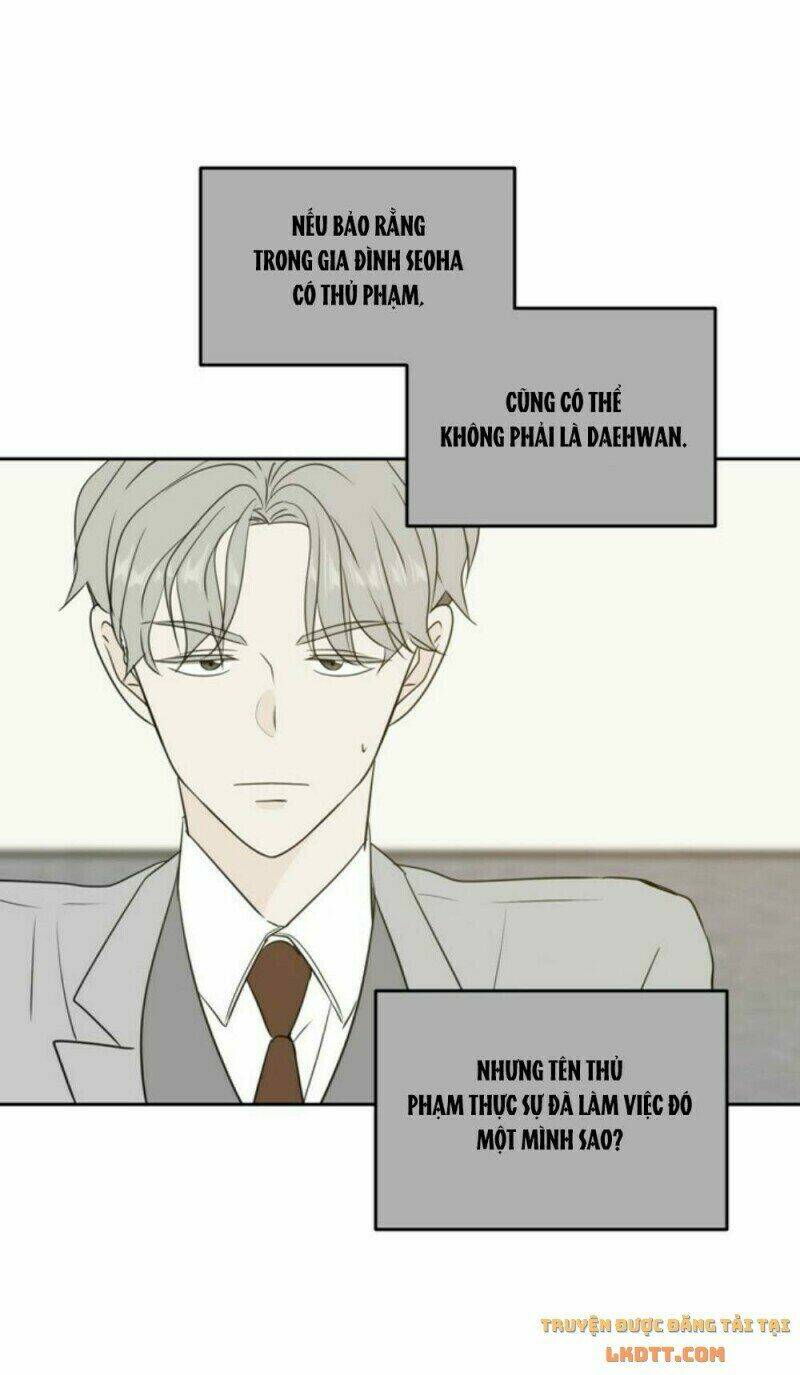 NẾU BẢO RẰNG
TRONG GIA ĐÌNH SEOHA
CÓ THỦ PHẠM,
CŨNG CÓ THỂ
KHÔNG PHẢI LÀ DAEHWAN.
NHƯNG TÊN THỦ
PHẠM THỰC SỰ ĐÃ LÀM VIỆC ĐÓ
MỘT MÌNH SAO?
TRUYỆN ĐƯỢC ĐĂNG TẢI TẠI
LKDTT.COM